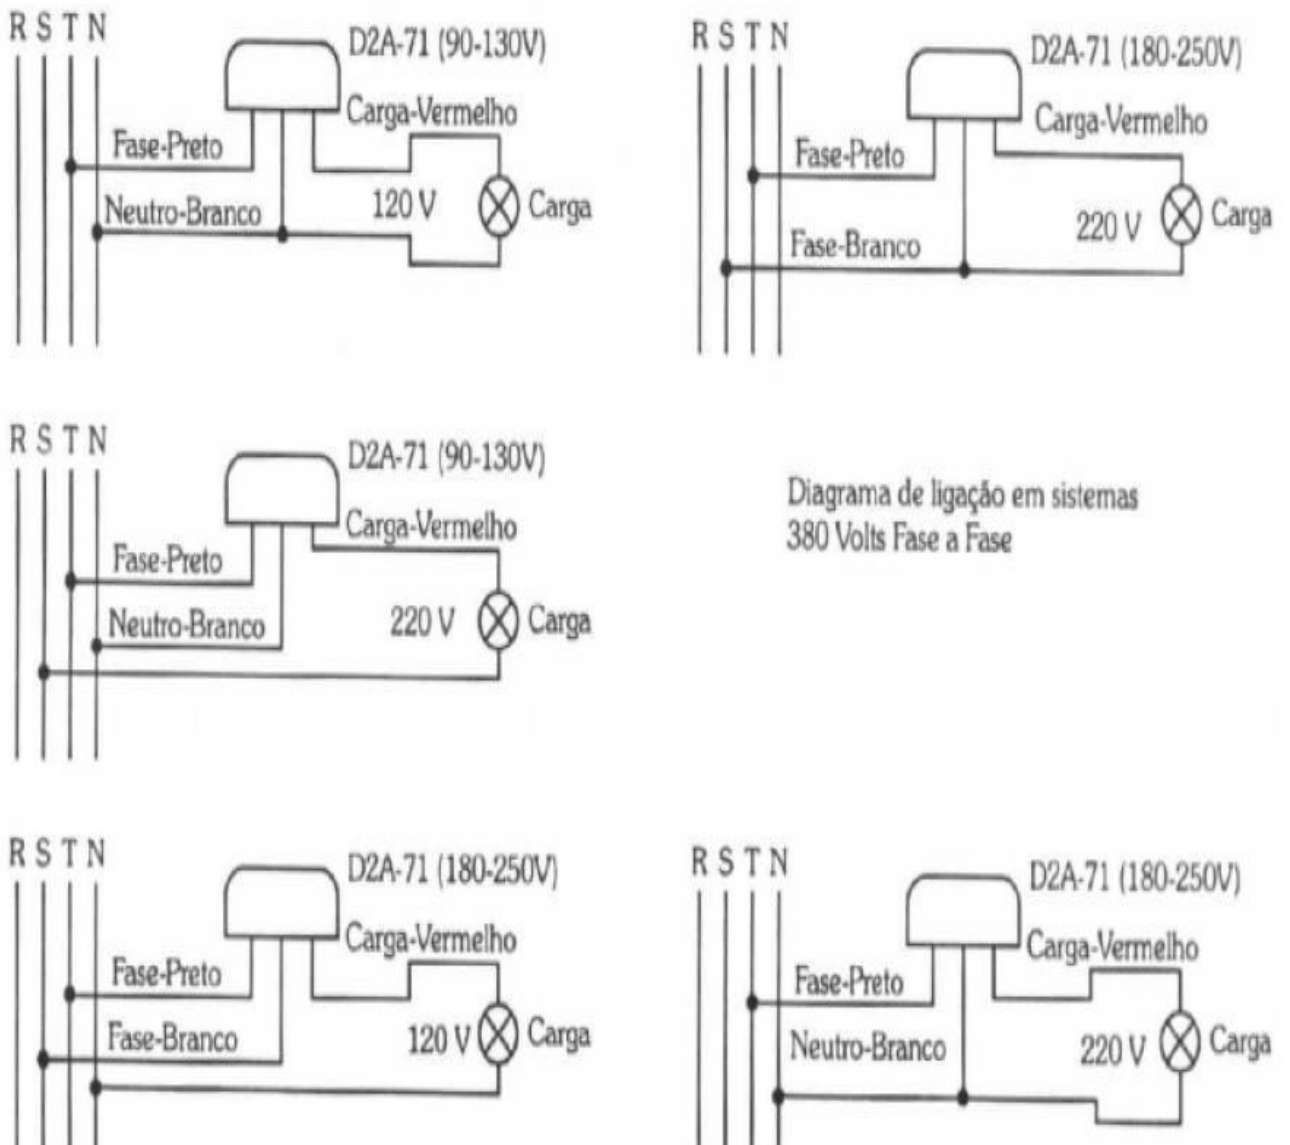 R S T N
D2A-71 (90-130V)
Carga-Vermelho
Fase-Preto
Neutro-Branco
120 V
Carga
R S T N
D2A-71 (180-250V)
Carga-Vermelho
Fase-Preto
Fase-Branco
220 V
Carga
R S T N
D2A-71 (90-130V)
Carga-Vermelho
Fase-Preto
Neutro-Branco
220 V
Carga
Diagrama de ligação em sistemas
380 Volts Fase a Fase
R S T N
D2A-71 (180-250V)
Carga-Vermelho
Fase-Preto
Fase-Branco
120 V
Carga
R S T N
D2A-71 (180-250V)
Carga-Vermelho
Fase-Preto
Neutro-Branco
220 V
Carga